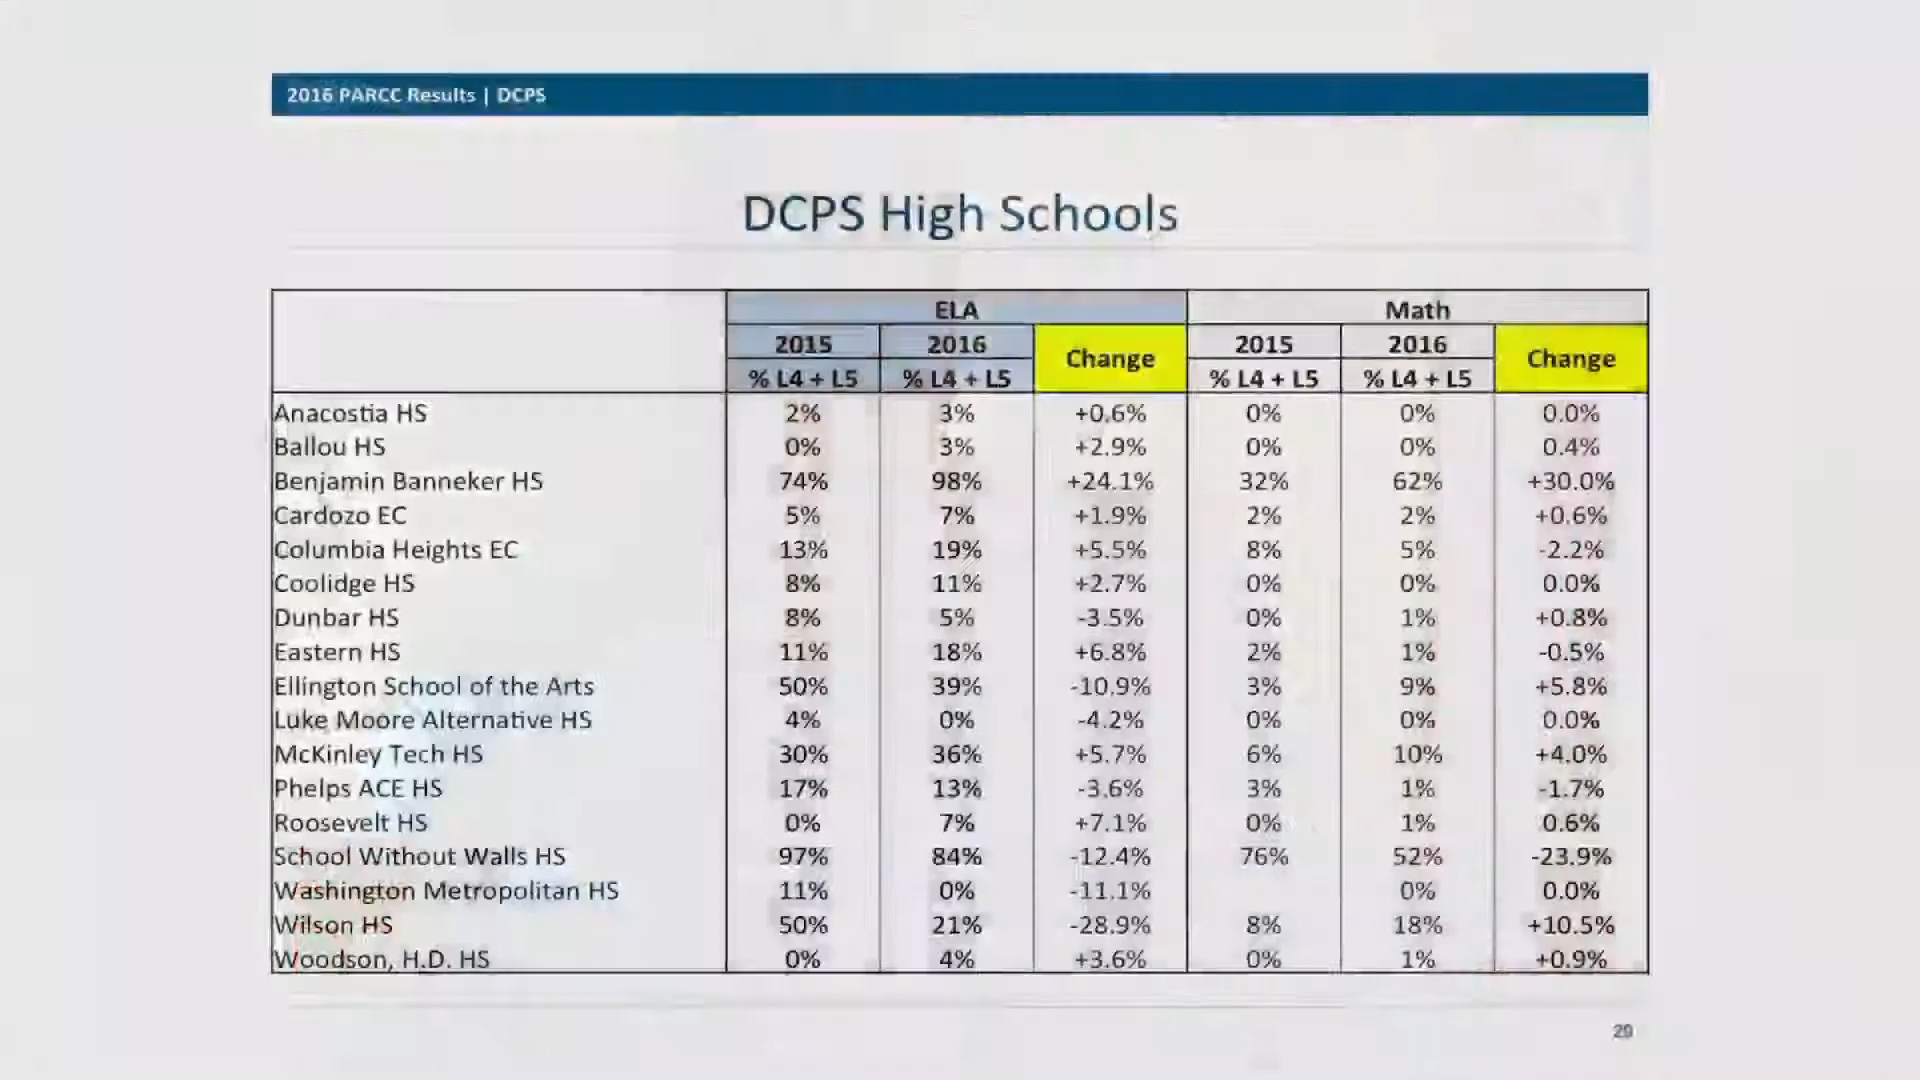 2016 PARCC Results | DCPS
DCPS High Schools
ELA Math
2015 2016 Change 2015 2016 Change
% L4 + L5 % L4 + L5 % L4 + L5 % L4 + L5
Anacostia HS 2% 3% +0.6% 0% 0% 0.0%
Ballou HS 0% 3% +2.9% 0% 0% 0.4%
Benjamin Banneker HS 74% 98% +24.1% 32% 62% +30.0%
Cardozo EC 5% 7% +1.9% 2% 2% +0.6%
Columbia Heights EC 13% 19% +5.5% 8% 5% -2.2%
Coolidge HS 8% 11% +2.7% 0% 0% 0.0%
Dunbar HS 8% 5% -3.5% 0% 1% +0.8%
Eastern HS 11% 18% +6.8% 2% 1% -0.5%
Ellington School of the Arts 50% 39% -10.9% 3% 9% +5.8%
Luke Moore Alternative HS 4% 0% -4.2% 0% 0% 0.0%
McKinley Tech HS 30% 36% +5.7% 6% 10% +4.0%
Phelps ACE HS 17% 13% -3.6% 3% 1% -1.7%
Roosevelt HS 0% 7% +7.1% 0% 1% 0.6%
School Without Walls HS 97% 84% -12.4% 76% 52% -23.9%
Washington Metropolitan HS 11% 0% -11.1% 0% 0.0%
Wilson HS 50% 21% -28.9% 8% 18% +10.5%
Woodson, H.D. HS 0% 4% +3.6% 0% 1% +0.9%
29